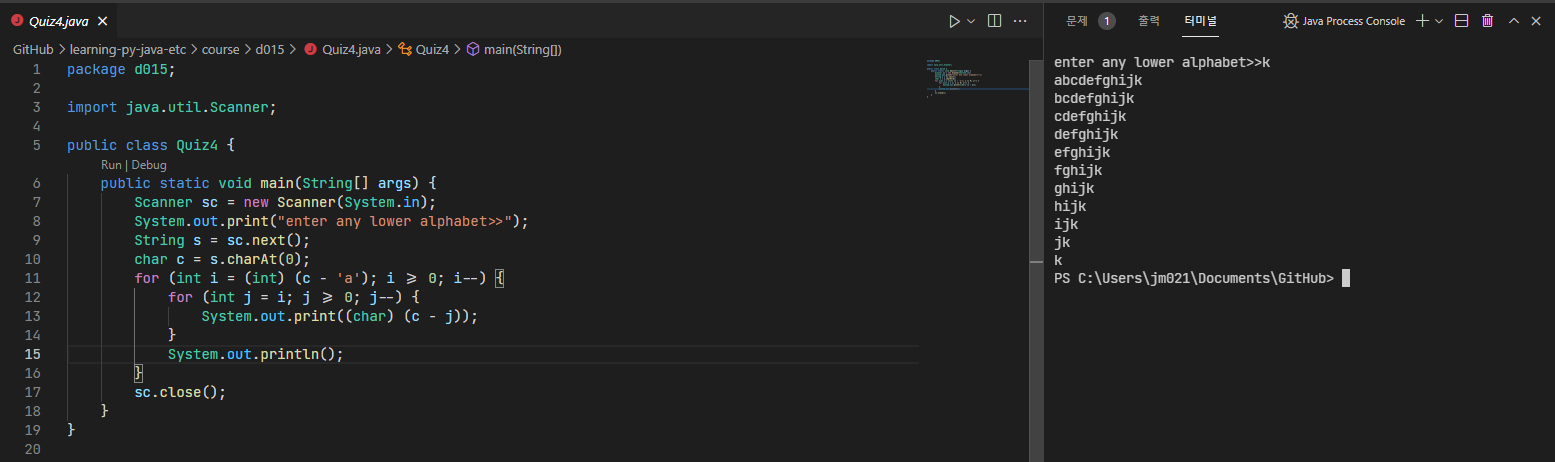 Quiz4.java
GitHub > learning-py-java-etc > course > d015 > Quiz4.java > Quiz4 > main(String[])
1 package d015;
2
3 import java.util.Scanner;
4
5 public class Quiz4 {
Run | Debug
6 public static void main(String[] args) {
7 Scanner sc = new Scanner(System.in);
8 System.out.print("enter any lower alphabet>>");
9 String s = sc.next();
10 char c = s.charAt(0);
11 for (int i = (int) (c - 'a'); i >= 0; i--) {
12 for (int j = i; j >= 0; j--) {
13 System.out.print((char) (c - j));
14 }
15 System.out.println();
16 }
17 sc.close();
18 }
19 }
20
문제 1 출력 터미널 Java Process Console
enter any lower alphabet>>k
abcdefghijk
bcdefghijk
cdefghijk
defghijk
efghijk
fghijk
ghijk
hijk
ijk
jk
k
PS C:\Users\jm021\Documents\GitHub>